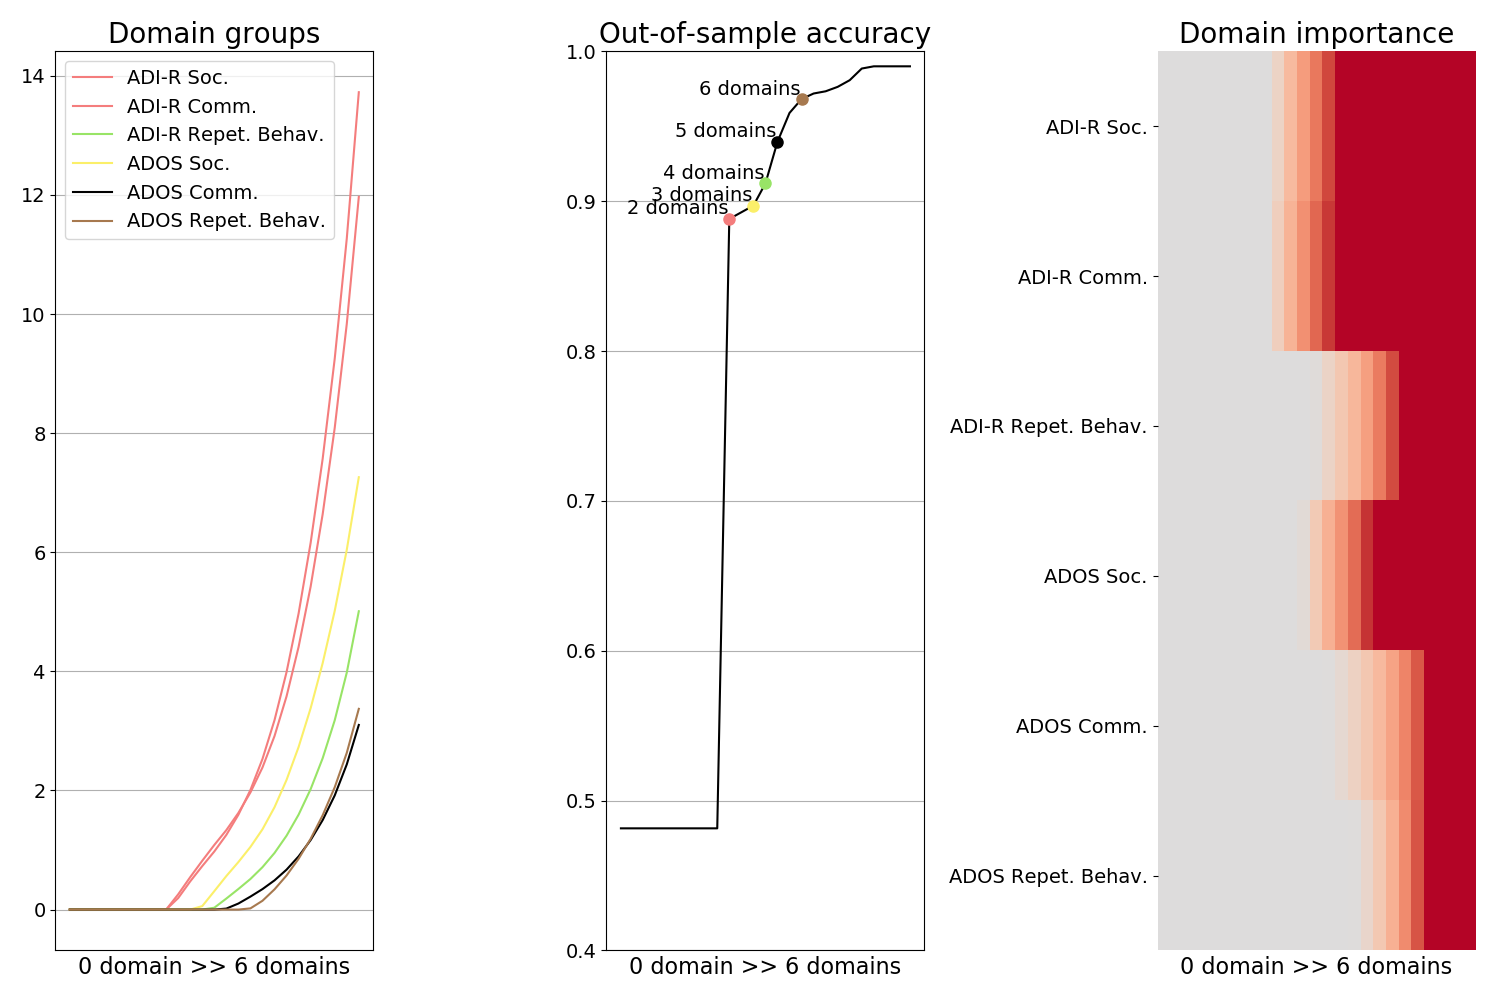 Domain groups
14
12
10
8
6
4
2
0
ADI-R Soc.
ADI-R Comm.
ADI-R Repet. Behav.
ADOS Soc.
ADOS Comm.
ADOS Repet. Behav.
0 domain >> 6 domains
Out-of-sample accuracy
1.0
0.9
0.8
0.7
0.6
0.5
0.4
6 domains
5 domains
4 domains
3 domains
2 domains
0 domain >> 6 domains
Domain importance
ADI-R Soc.
ADI-R Comm.
ADI-R Repet. Behav.
ADOS Soc.
ADOS Comm.
ADOS Repet. Behav.
0 domain >> 6 domains